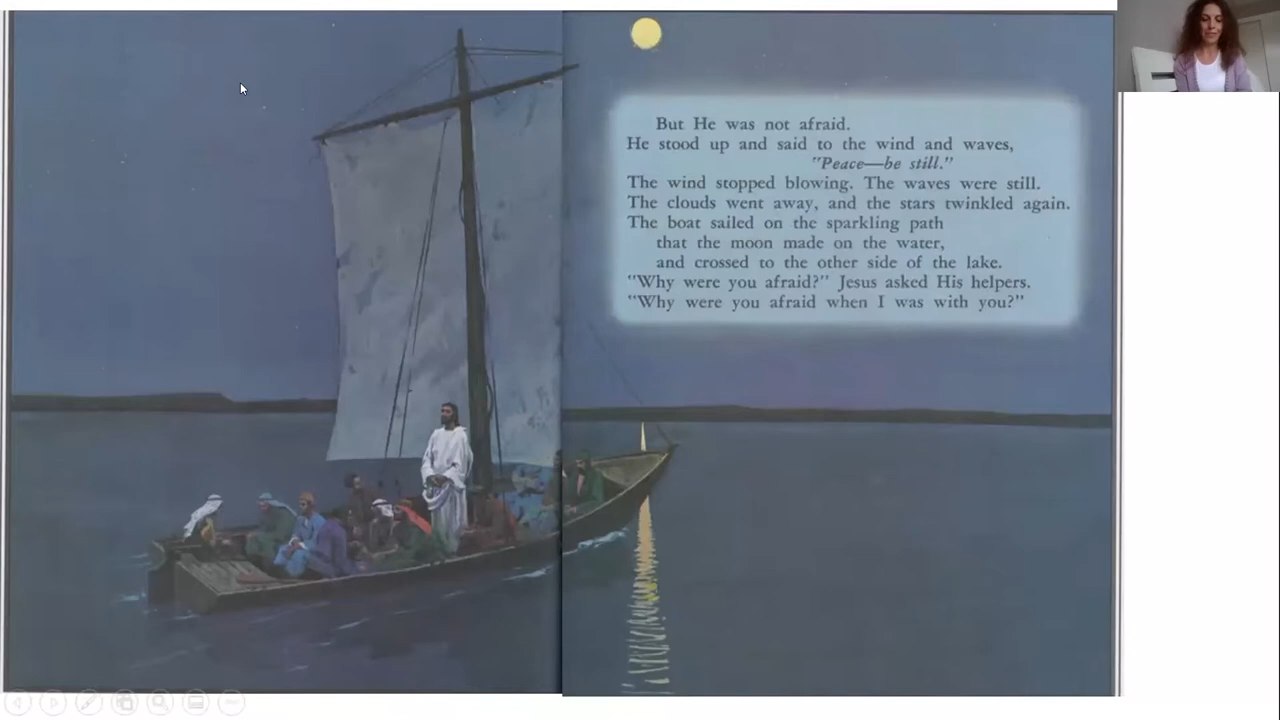 But He was not afraid.
He stood up and said to the wind and waves,
"Peace—be still."
The wind stopped blowing. The waves were still.
The clouds went away, and the stars twinkled again.
The boat sailed on the sparkling path
that the moon made on the water,
and crossed to the other side of the lake.
"Why were you afraid?" Jesus asked His helpers.
"Why were you afraid when I was with you?"